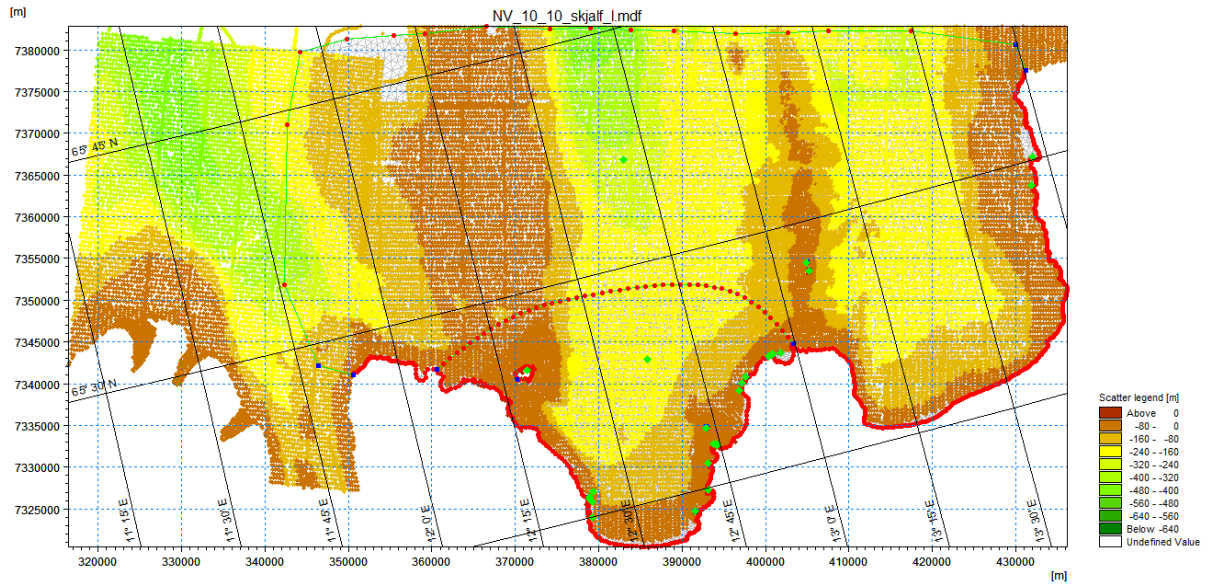 [m]
NV_10_10_skjalf_l.mdf
7380000
7375000
7370000
7365000
7360000
7355000
7350000
7345000
7340000
7335000
7330000
7325000
65° 45' N
65° 30' N
11° 15' E
11° 30' E
11° 45' E
12° 0' E
12° 15' E
12° 30' E
12° 45' E
13° 0' E
13° 15' E
13° 30' E
320000 330000 340000 350000 360000 370000 380000 390000 400000 410000 420000 430000
[m]
Scatter legend [m]
Above 0
-80 - 0
-160 - -80
-240 - -160
-320 - -240
-400 - -320
-480 - -400
-560 - -480
-640 - -560
Below -640
Undefined Value